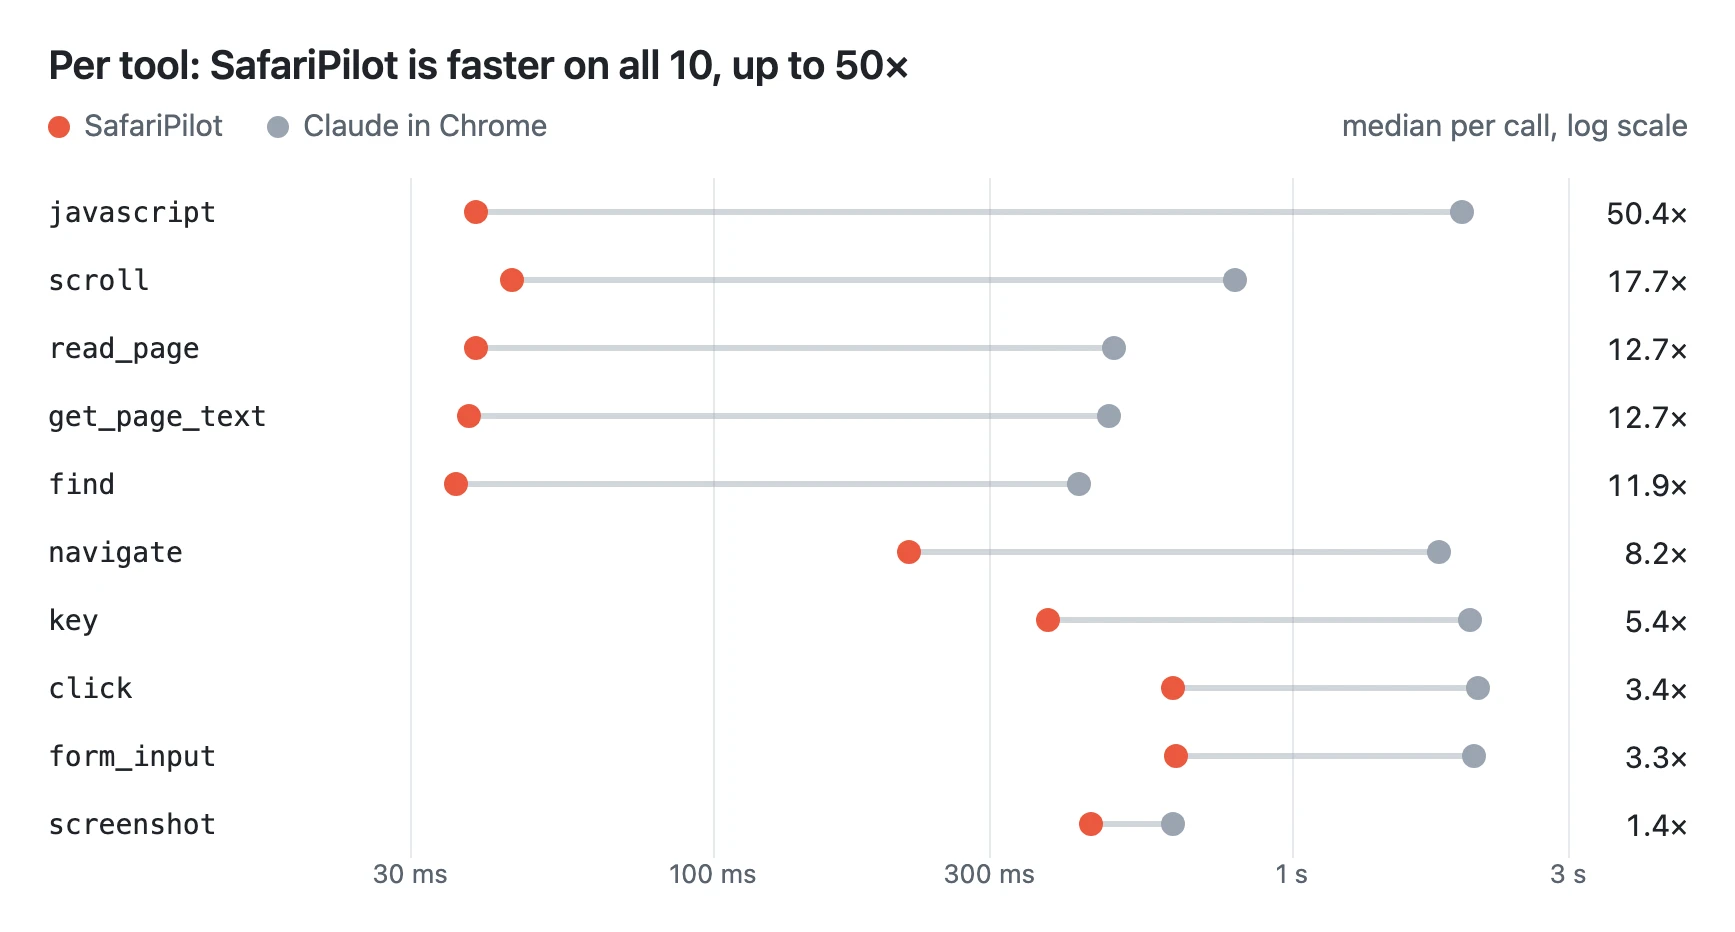 Per tool: SafariPilot is faster on all 10, up to 50×
SafariPilot Claude in Chrome median per call, log scale
javascript 50.4×
scroll 17.7×
read_page 12.7×
get_page_text 12.7×
find 11.9×
navigate 8.2×
key 5.4×
click 3.4×
form_input 3.3×
screenshot 1.4×
30 ms 100 ms 300 ms 1 s 3 s